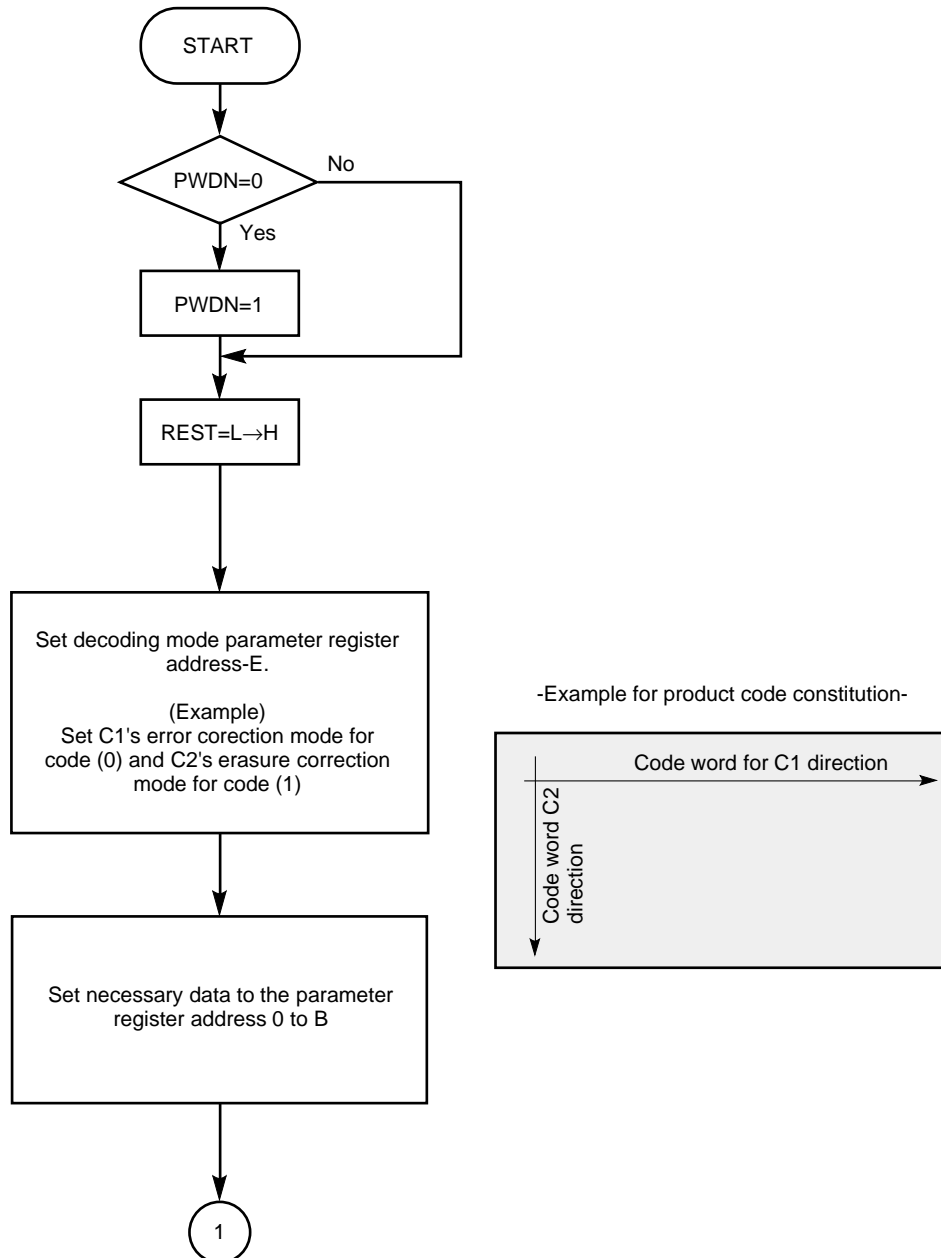 START
PWDN=0
No
Yes
PWDN=1
REST=L→H
Set decoding mode parameter register
address-E.
(Example)
Set C1's error corection mode for
code (0) and C2's erasure correction
mode for code (1)
-Example for product code constitution-
Code word for C1 direction
Code word C2
direction
Set necessary data to the parameter
register address 0 to B
1